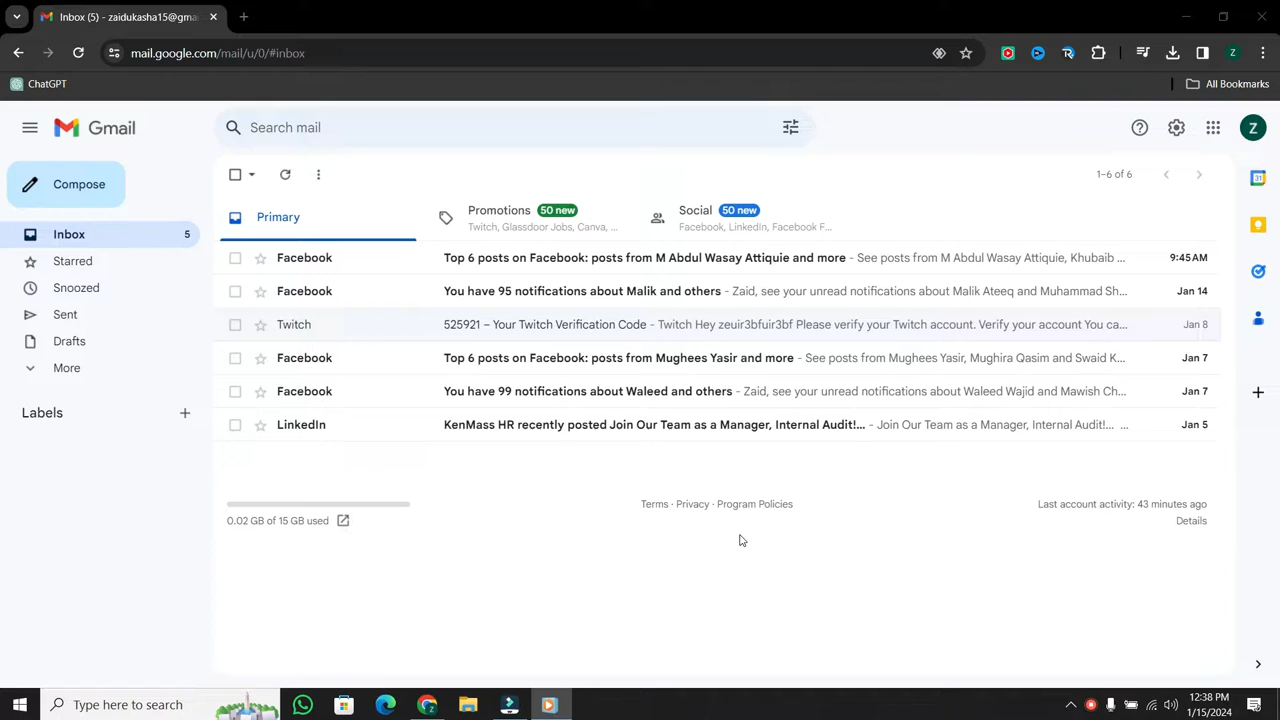 Inbox (5) - zaidukasha15@gma
mail.google.com/mail/u/0/#inbox
Z
ChatGPT
All Bookmarks
Gmail
Search mail
Z
Compose
1–6 of 6
31
Primary
Promotions 50 new
Twitch, Glassdoor Jobs, Canva, ...
Social 50 new
Facebook, LinkedIn, Facebook F...
Inbox 5
Starred
Snoozed
Sent
Drafts
More
Labels
Facebook Top 6 posts on Facebook: posts from M Abdul Wasay Attiquie and more - See posts from M Abdul Wasay Attiquie, Khubaib ... 9:45 AM
Facebook You have 95 notifications about Malik and others - Zaid, see your unread notifications about Malik Ateeq and Muhammad Sh... Jan 14
Twitch 525921 – Your Twitch Verification Code - Twitch Hey zeuir3bfuir3bf Please verify your Twitch account. Verify your account You ca... Jan 8
Facebook Top 6 posts on Facebook: posts from Mughees Yasir and more - See posts from Mughees Yasir, Mughira Qasim and Swaid K... Jan 7
Facebook You have 99 notifications about Waleed and others - Zaid, see your unread notifications about Waleed Wajid and Mawish Ch... Jan 7
LinkedIn KenMass HR recently posted Join Our Team as a Manager, Internal Audit!... - Join Our Team as a Manager, Internal Audit!... ... Jan 5
Terms · Privacy · Program Policies
Last account activity: 43 minutes ago
0.02 GB of 15 GB used
Details
Type here to search
12:38 PM
1/15/2024